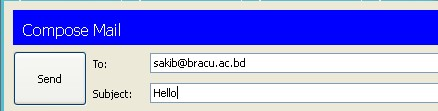 Compose Mail
Send
To: sakib@bracu.ac.bd
Subject: Hello